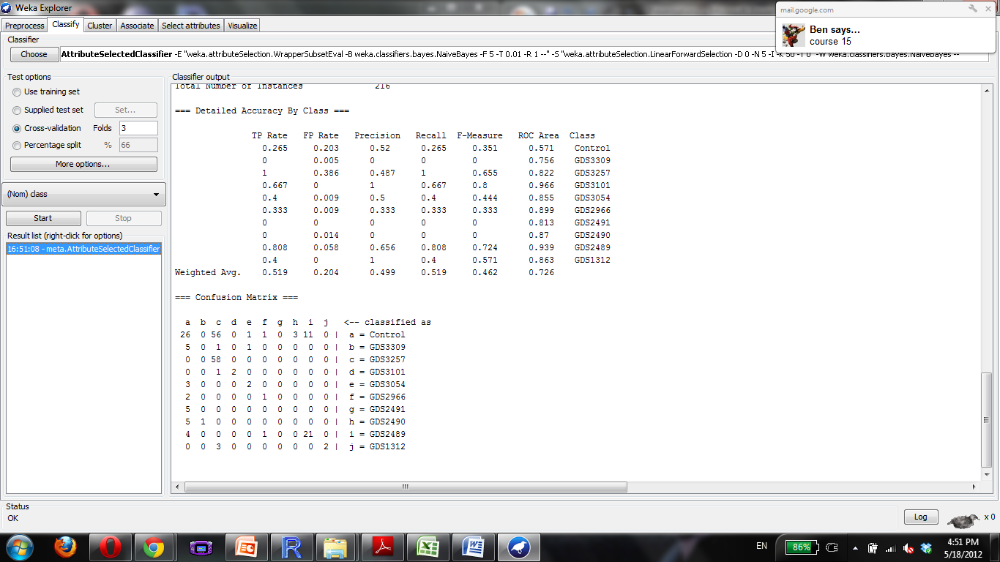 Weka Explorer
mail.google.com
Ben says...
course 15
Preprocess Classify Cluster Associate Select attributes Visualize
Classifier
Choose AttributeSelectedClassifier -E "weka.attributeSelection.WrapperSubsetEval -B weka.classifiers.bayes.NaiveBayes -F 5 -T 0.01 -R 1 --" -S "weka.attributeSelection.LinearForwardSelection -D 0 -N 5 -I -K 50 -T 0" -W weka.classifiers.bayes.NaiveBayes --
Test options
Use training set
Supplied test set Set...
Cross-validation Folds 3
Percentage split % 66
More options...
(Nom) class
Start Stop
Result list (right-click for options)
16:51:08 - meta.AttributeSelectedClassifier
Classifier output
Total Number of Instances 216
=== Detailed Accuracy By Class ===
TP Rate FP Rate Precision Recall F-Measure ROC Area Class
0.265 0.203 0.52 0.265 0.351 0.571 Control
0 0.005 0 0 0 0.756 GDS3309
1 0.386 0.487 1 0.655 0.822 GDS3257
0.667 0 1 0.667 0.8 0.966 GDS3101
0.4 0.009 0.5 0.4 0.444 0.855 GDS3054
0.333 0.009 0.333 0.333 0.333 0.899 GDS2966
0 0 0 0 0 0.813 GDS2491
0 0.014 0 0 0 0.87 GDS2490
0.808 0.058 0.656 0.808 0.724 0.939 GDS2489
0.4 0 1 0.4 0.571 0.863 GDS1312
Weighted Avg. 0.519 0.204 0.499 0.519 0.462 0.726
=== Confusion Matrix ===
a b c d e f g h i j <-- classified as
26 0 56 0 1 1 0 3 11 0 | a = Control
5 0 1 0 1 0 0 0 0 0 | b = GDS3309
0 0 58 0 0 0 0 0 0 0 | c = GDS3257
0 0 1 2 0 0 0 0 0 0 | d = GDS3101
3 0 0 0 2 0 0 0 0 0 | e = GDS3054
2 0 0 0 0 1 0 0 0 0 | f = GDS2966
5 0 0 0 0 0 0 0 0 0 | g = GDS2491
5 1 0 0 0 0 0 0 0 0 | h = GDS2490
4 0 0 0 0 1 0 0 21 0 | i = GDS2489
0 0 3 0 0 0 0 0 0 2 | j = GDS1312
Status
OK
Log x 0
EN 86% 4:51 PM
5/18/2012